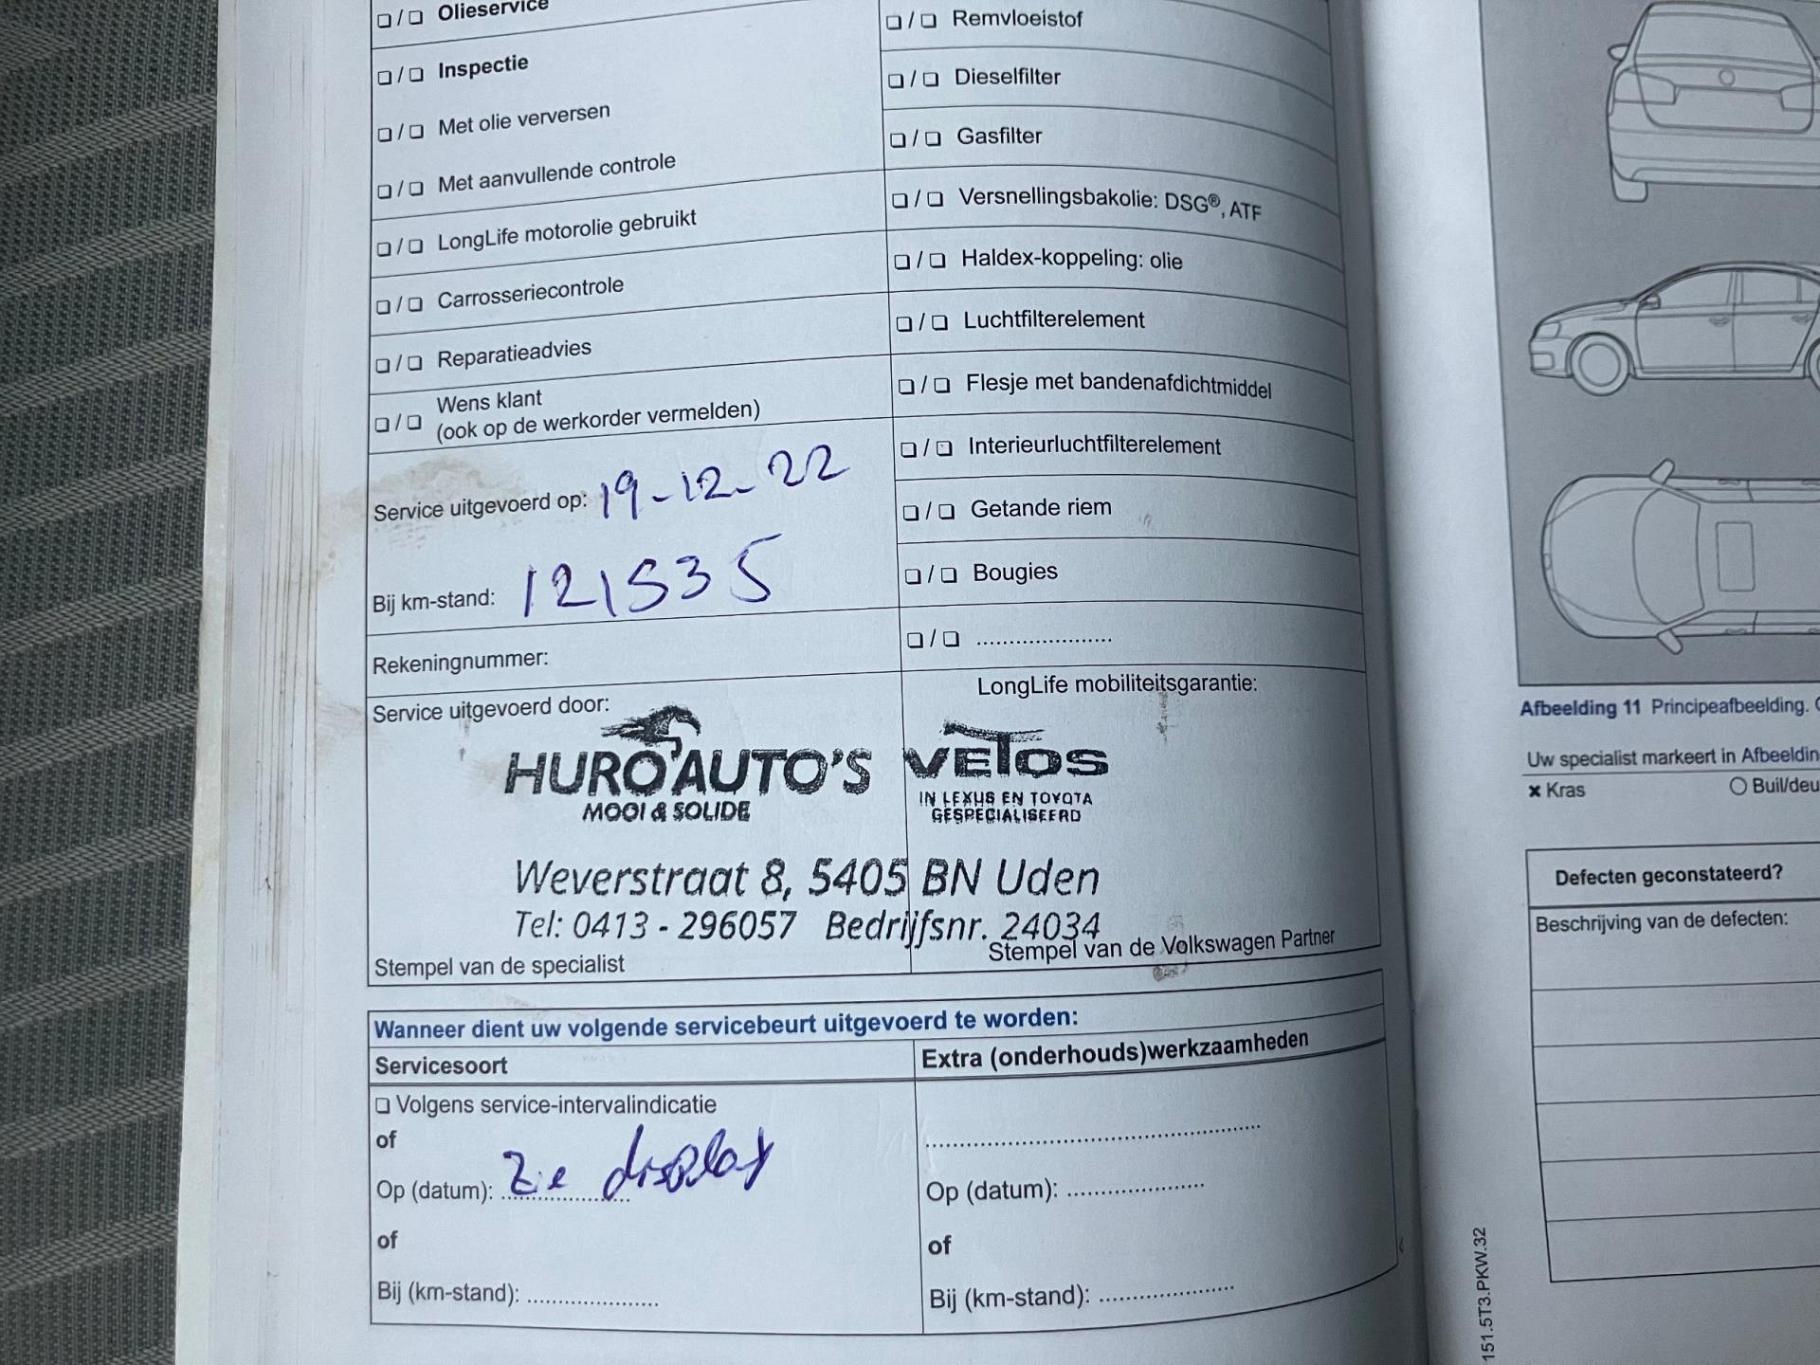 ☐/☐ Olieservice
☐/☐ Inspectie
☐/☐ Met olie verversen
☐/☐ Met aanvullende controle
☐/☐ LongLife motorolie gebruikt
☐/☐ Carrosseriecontrole
☐/☐ Reparatieadvies
☐/☐ Wens klant
(ook op de werkorder vermelden)
Service uitgevoerd op: 19-12-22
Bij km-stand: 121535
Rekeningnummer:
Service uitgevoerd door:
☐/☐ Remvloeistof
☐/☐ Dieselfilter
☐/☐ Gasfilter
☐/☐ Versnellingsbakolie: DSG®, ATF
☐/☐ Haldex-koppeling: olie
☐/☐ Luchtfilterelement
☐/☐ Flesje met bandenafdichtmiddel
☐/☐ Interieurluchtfilterelement
☐/☐ Getande riem
☐/☐ Bougies
☐/☐ ......................
LongLife mobiliteitsgarantie:
HURO AUTO'S VETOS
MOOI & SOLIDE
IN LEXUS EN TOYOTA
GESPECIALISEERD
Weverstraat 8, 5405 BN Uden
Tel: 0413 - 296057 Bedrijfsnr. 24034
Stempel van de specialist
Stempel van de Volkswagen Partner
Wanneer dient uw volgende servicebeurt uitgevoerd te worden:
Servicesoort
☐ Volgens service-intervalindicatie
of
Op (datum): Zie display
of
Bij (km-stand): ......................
Extra (onderhouds)werkzaamheden
......................
Op (datum): ......................
of
Bij (km-stand): ......................
Afbeelding 11 Principeafbeelding.
Uw specialist markeert in Afbeeldin
× Kras
○ Buil/deu
Defecten geconstateerd?
Beschrijving van de defecten:
151.5T3.PKW.32